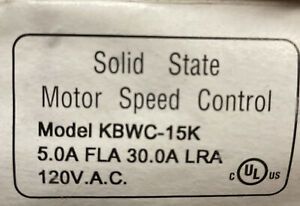 Solid State
Motor Speed Control
Model KBWC-15K
5.0A FLA 30.0A LRA
120V.A.C.
C UL US